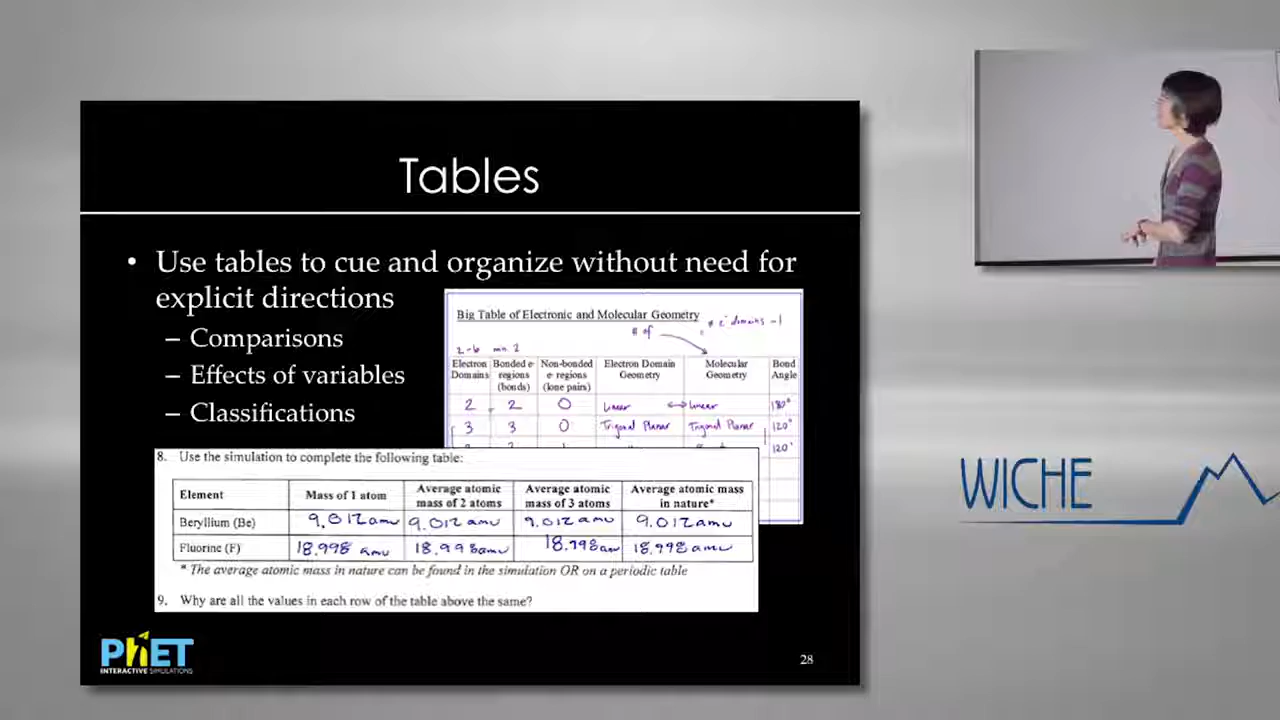 Tables
• Use tables to cue and organize without need for
explicit directions
– Comparisons
– Effects of variables
– Classifications
Big Table of Electronic and Molecular Geometry
# of
# e⁻ domains -1
2-6
Electron Domains Bonded e- regions (bonds) Non-bonded e- regions (lone pairs) Electron Domain Geometry Molecular Geometry Bond Angle
2 2 0 Linear ↔ Linear 180°
3 3 0 Trigonal Planar Trigonal Planar 120°
120°
8. Use the simulation to complete the following table:
Element Mass of 1 atom Average atomic mass of 2 atoms Average atomic mass of 3 atoms Average atomic mass in nature*
Beryllium (Be) 9.012 amu 9.012 amu 9.012 amu 9.012 amu
Fluorine (F) 18.998 amu 18.998 amu 18.998 amu 18.998 amu
* The average atomic mass in nature can be found in the simulation OR on a periodic table
9. Why are all the values in each row of the table above the same?
PhET
INTERACTIVE SIMULATIONS
28
WICHE